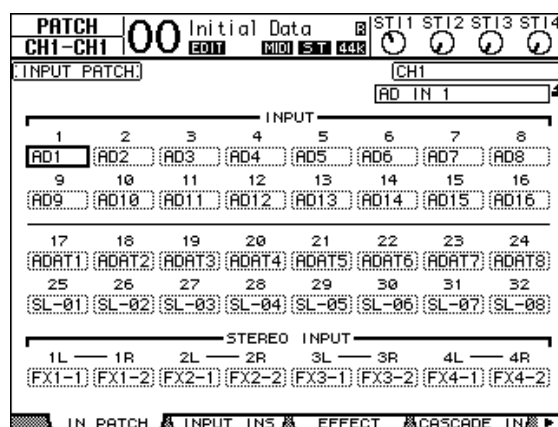 PATCH
CH1-CH1
00 Initial Data
EDIT MIDI ST 44k
ST11 ST12 ST13 ST14
INPUT PATCH
CH1
AD IN 1
INPUT
1 2 3 4 5 6 7 8
AD1 AD2 AD3 AD4 AD5 AD6 AD7 AD8
9 10 11 12 13 14 15 16
AD9 AD10 AD11 AD12 AD13 AD14 AD15 AD16
17 18 19 20 21 22 23 24
ADAT1 ADAT2 ADAT3 ADAT4 ADAT5 ADAT6 ADAT7 ADAT8
25 26 27 28 29 30 31 32
SL-01 SL-02 SL-03 SL-04 SL-05 SL-06 SL-07 SL-08
STEREO INPUT
1L 1R 2L 2R 3L 3R 4L 4R
FX1-1 FX1-2 FX2-1 FX2-2 FX3-1 FX3-2 FX4-1 FX4-2
IN PATCH INPUT INS EFFECT CASCADE IN